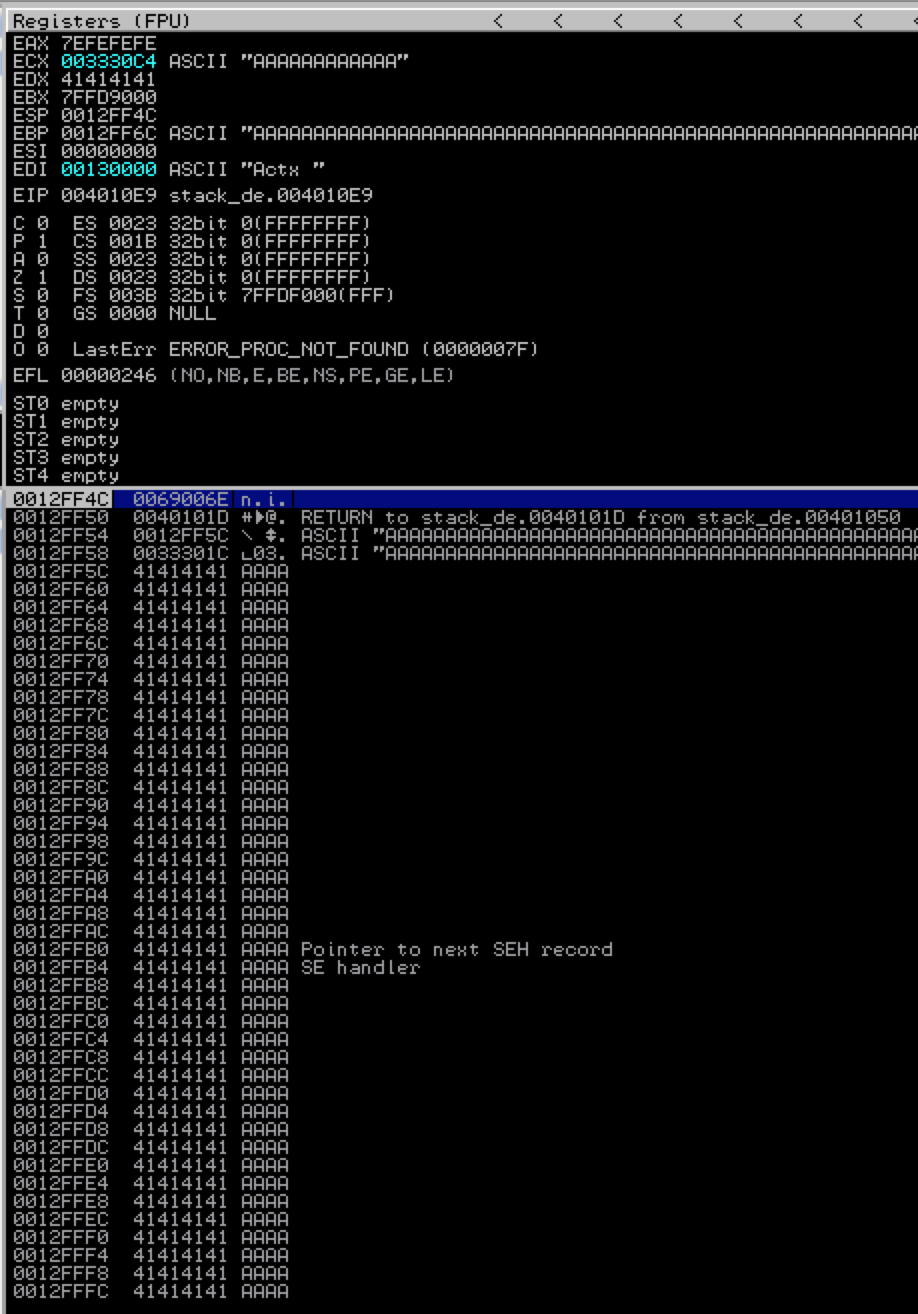 Registers (FPU) < < < < < < < <
EAX 7EFEFEFE
ECX 003330C4 ASCII "AAAAAAAAAAAA"
EDX 41414141
EBX 7FFD9000
ESP 0012FF4C
EBP 0012FF6C ASCII "AAAAAAAAAAAAAAAAAAAAAAAAAAAAAAAAAAAAAAAAAAAAAAAAAAAAAAAA
ESI 00000000
EDI 00130000 ASCII "Actx "
EIP 004010E9 stack_de.004010E9
C 0 ES 0023 32bit 0(FFFFFFFF)
P 1 CS 001B 32bit 0(FFFFFFFF)
A 0 SS 0023 32bit 0(FFFFFFFF)
Z 1 DS 0023 32bit 0(FFFFFFFF)
S 0 FS 003B 32bit 7FFDF000(FFF)
T 0 GS 0000 NULL
D 0
O 0 LastErr ERROR_PROC_NOT_FOUND (0000007F)
EFL 00000246 (NO,NB,E,BE,NS,PE,GE,LE)
ST0 empty
ST1 empty
ST2 empty
ST3 empty
ST4 empty
0012FF4C 0069006E n.i.
0012FF50 0040101D #▶@. RETURN to stack_de.0040101D from stack_de.00401050
0012FF54 0012FF5C \ ‡. ASCII "AAAAAAAAAAAAAAAAAAAAAAAAAAAAAAAAAAAAAAAAAAAAA
0012FF58 0033301C ∟03. ASCII "AAAAAAAAAAAAAAAAAAAAAAAAAAAAAAAAAAAAAAAAAAAAA
0012FF5C 41414141 AAAA
0012FF60 41414141 AAAA
0012FF64 41414141 AAAA
0012FF68 41414141 AAAA
0012FF6C 41414141 AAAA
0012FF70 41414141 AAAA
0012FF74 41414141 AAAA
0012FF78 41414141 AAAA
0012FF7C 41414141 AAAA
0012FF80 41414141 AAAA
0012FF84 41414141 AAAA
0012FF88 41414141 AAAA
0012FF8C 41414141 AAAA
0012FF90 41414141 AAAA
0012FF94 41414141 AAAA
0012FF98 41414141 AAAA
0012FF9C 41414141 AAAA
0012FFA0 41414141 AAAA
0012FFA4 41414141 AAAA
0012FFA8 41414141 AAAA
0012FFAC 41414141 AAAA
0012FFB0 41414141 AAAA Pointer to next SEH record
0012FFB4 41414141 AAAA SE handler
0012FFB8 41414141 AAAA
0012FFBC 41414141 AAAA
0012FFC0 41414141 AAAA
0012FFC4 41414141 AAAA
0012FFC8 41414141 AAAA
0012FFCC 41414141 AAAA
0012FFD0 41414141 AAAA
0012FFD4 41414141 AAAA
0012FFD8 41414141 AAAA
0012FFDC 41414141 AAAA
0012FFE0 41414141 AAAA
0012FFE4 41414141 AAAA
0012FFE8 41414141 AAAA
0012FFEC 41414141 AAAA
0012FFF0 41414141 AAAA
0012FFF4 41414141 AAAA
0012FFF8 41414141 AAAA
0012FFFC 41414141 AAAA